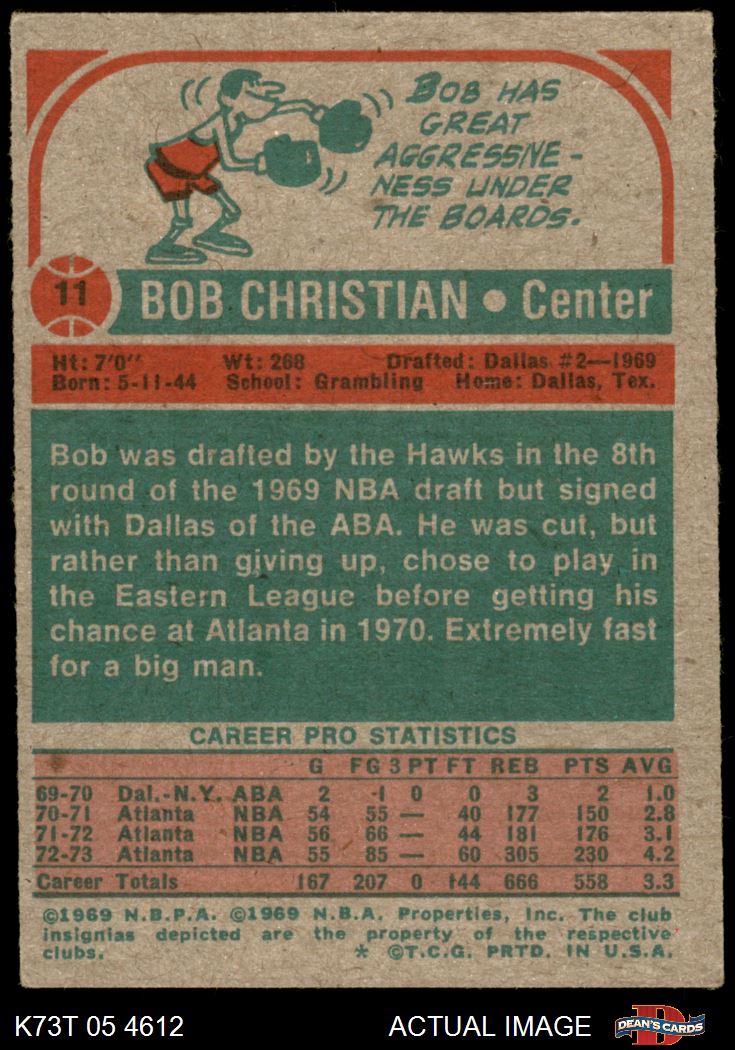 BOB HAS
GREAT
AGGRESSIVE-
NESS UNDER
THE BOARDS.
11 BOB CHRISTIAN • Center
Ht: 7'0" Wt: 268 Drafted: Dallas #2—1969
Born: 5-11-44 School: Grambling Home: Dallas, Tex.
Bob was drafted by the Hawks in the 8th
round of the 1969 NBA draft but signed
with Dallas of the ABA. He was cut, but
rather than giving up, chose to play in
the Eastern League before getting his
chance at Atlanta in 1970. Extremely fast
for a big man.
CAREER PRO STATISTICS
G FG 3 PT FT REB PTS AVG
69-70 Dal.-N.Y. ABA 2 1 0 0 3 2 1.0
70-71 Atlanta NBA 54 55 — 40 177 150 2.8
71-72 Atlanta NBA 56 66 — 44 181 176 3.1
72-73 Atlanta NBA 55 85 — 60 305 230 4.2
Career Totals 167 207 0 144 666 558 3.3
©1969 N.B.P.A. ©1969 N.B.A. Properties, Inc. The club
insignias depicted are the property of the respective
clubs. * ©T.C.G. PRTD. IN U.S.A.
K73T 05 4612 ACTUAL IMAGE DEAN'S CARDS